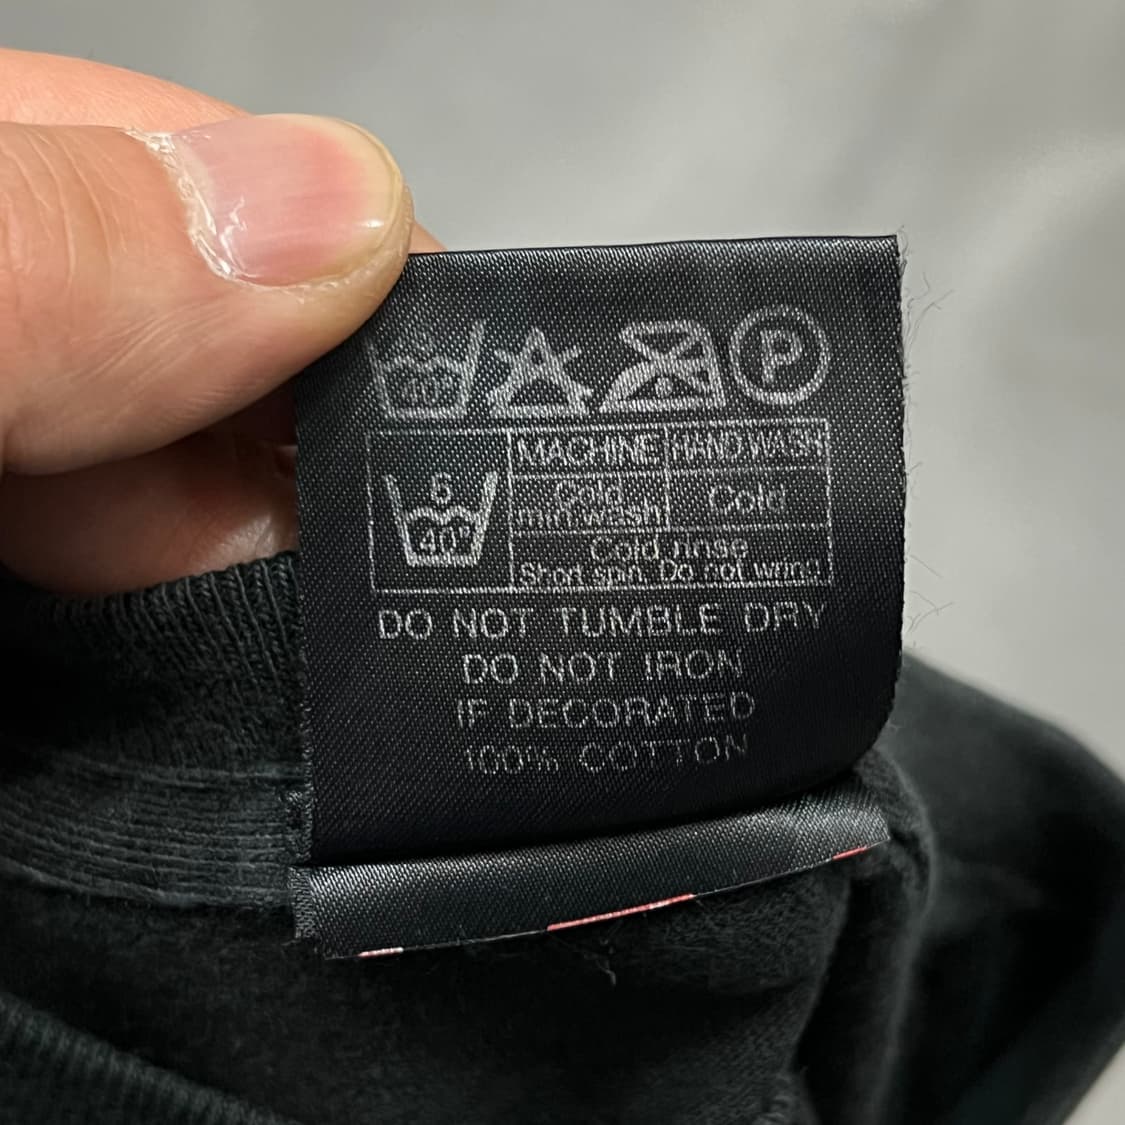 40° P
MACHINE HAND WASH
6 Cold Cold
40° min wash
Cold rinse
Short spin. Do not wring
DO NOT TUMBLE DRY
DO NOT IRON
IF DECORATED
100% COTTON